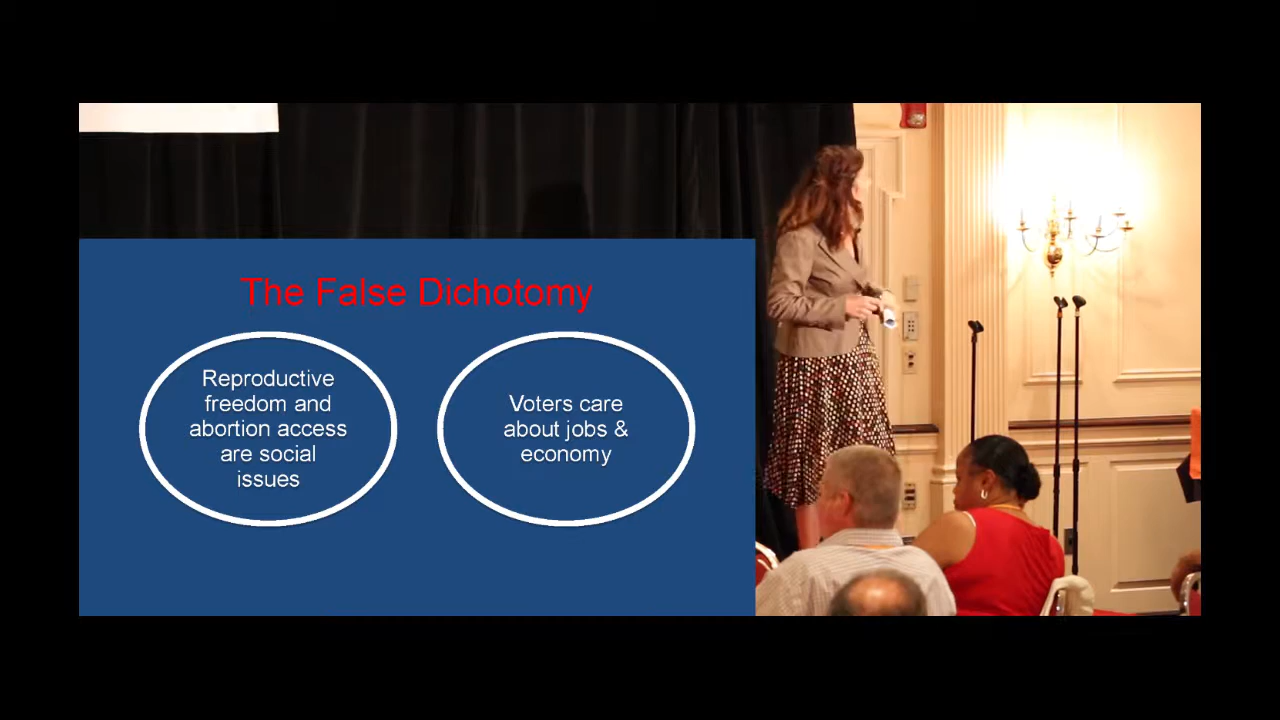 The False Dichotomy
Reproductive
freedom and
abortion access
are social
issues
Voters care
about jobs &
economy